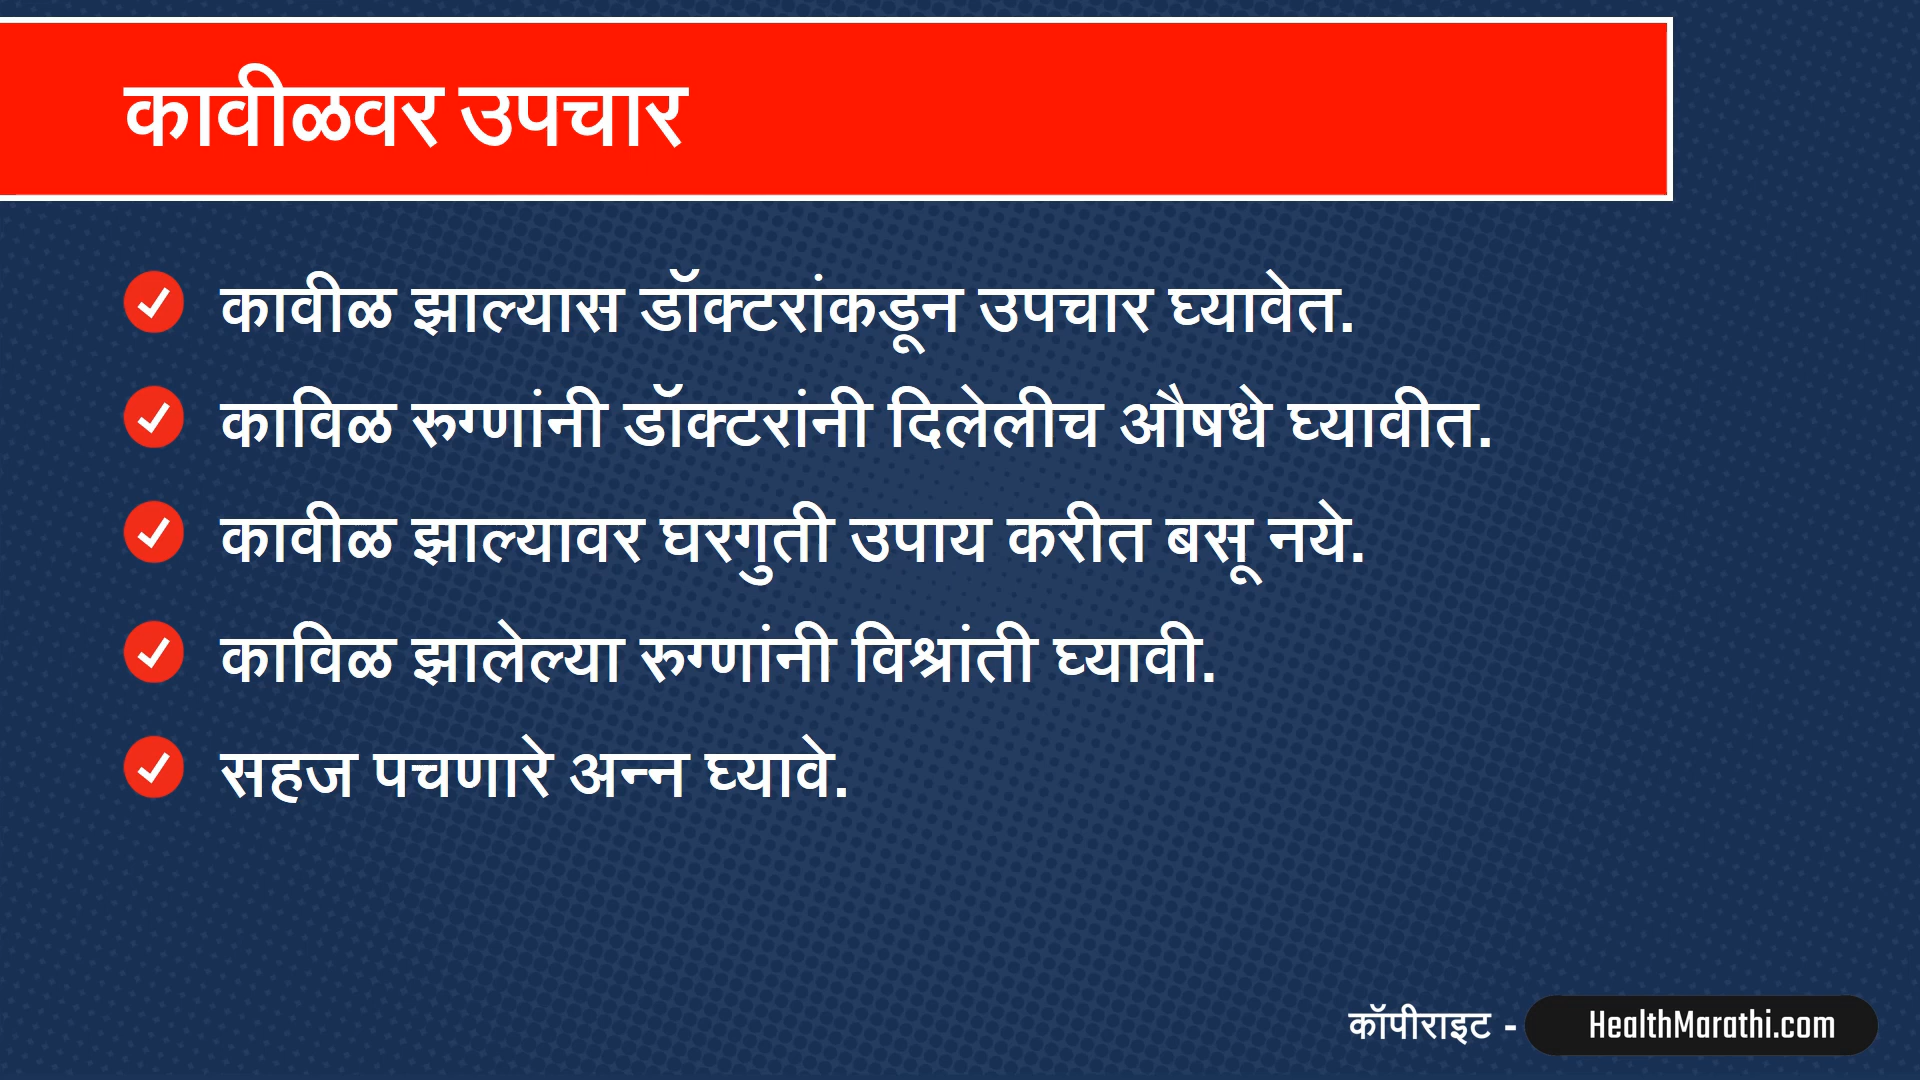 कावीळवर उपचार
कावीळ झाल्यास डॉक्टरांकडून उपचार घ्यावेत.
काविळ रुग्णांनी डॉक्टरांनी दिलेलीच औषधे घ्यावीत.
कावीळ झाल्यावर घरगुती उपाय करीत बसू नये.
काविळ झालेल्या रुग्णांनी विश्रांती घ्यावी.
सहज पचणारे अन्न घ्यावे.
कॉपीराइट - HealthMarathi.com